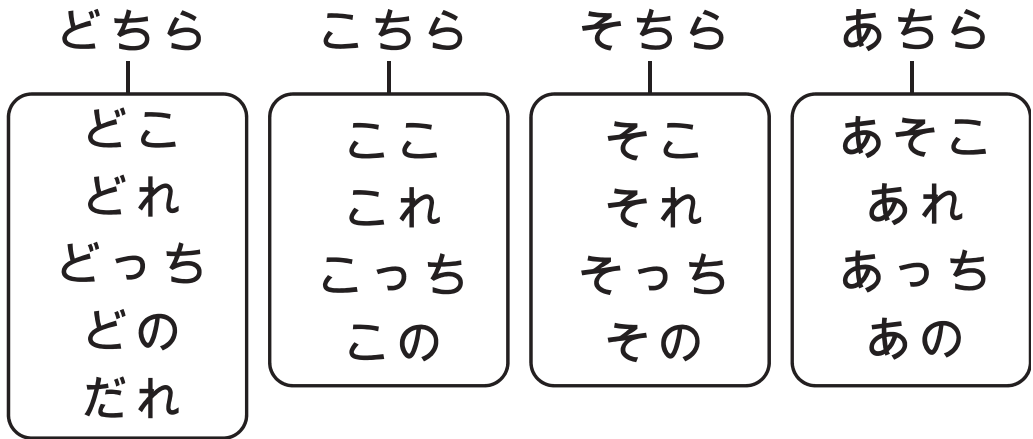 どちら
どこ
どれ
どっち
どの
だれ
こちら
ここ
これ
こっち
この
そちら
そこ
それ
そっち
その
あちら
あそこ
あれ
あっち
あの